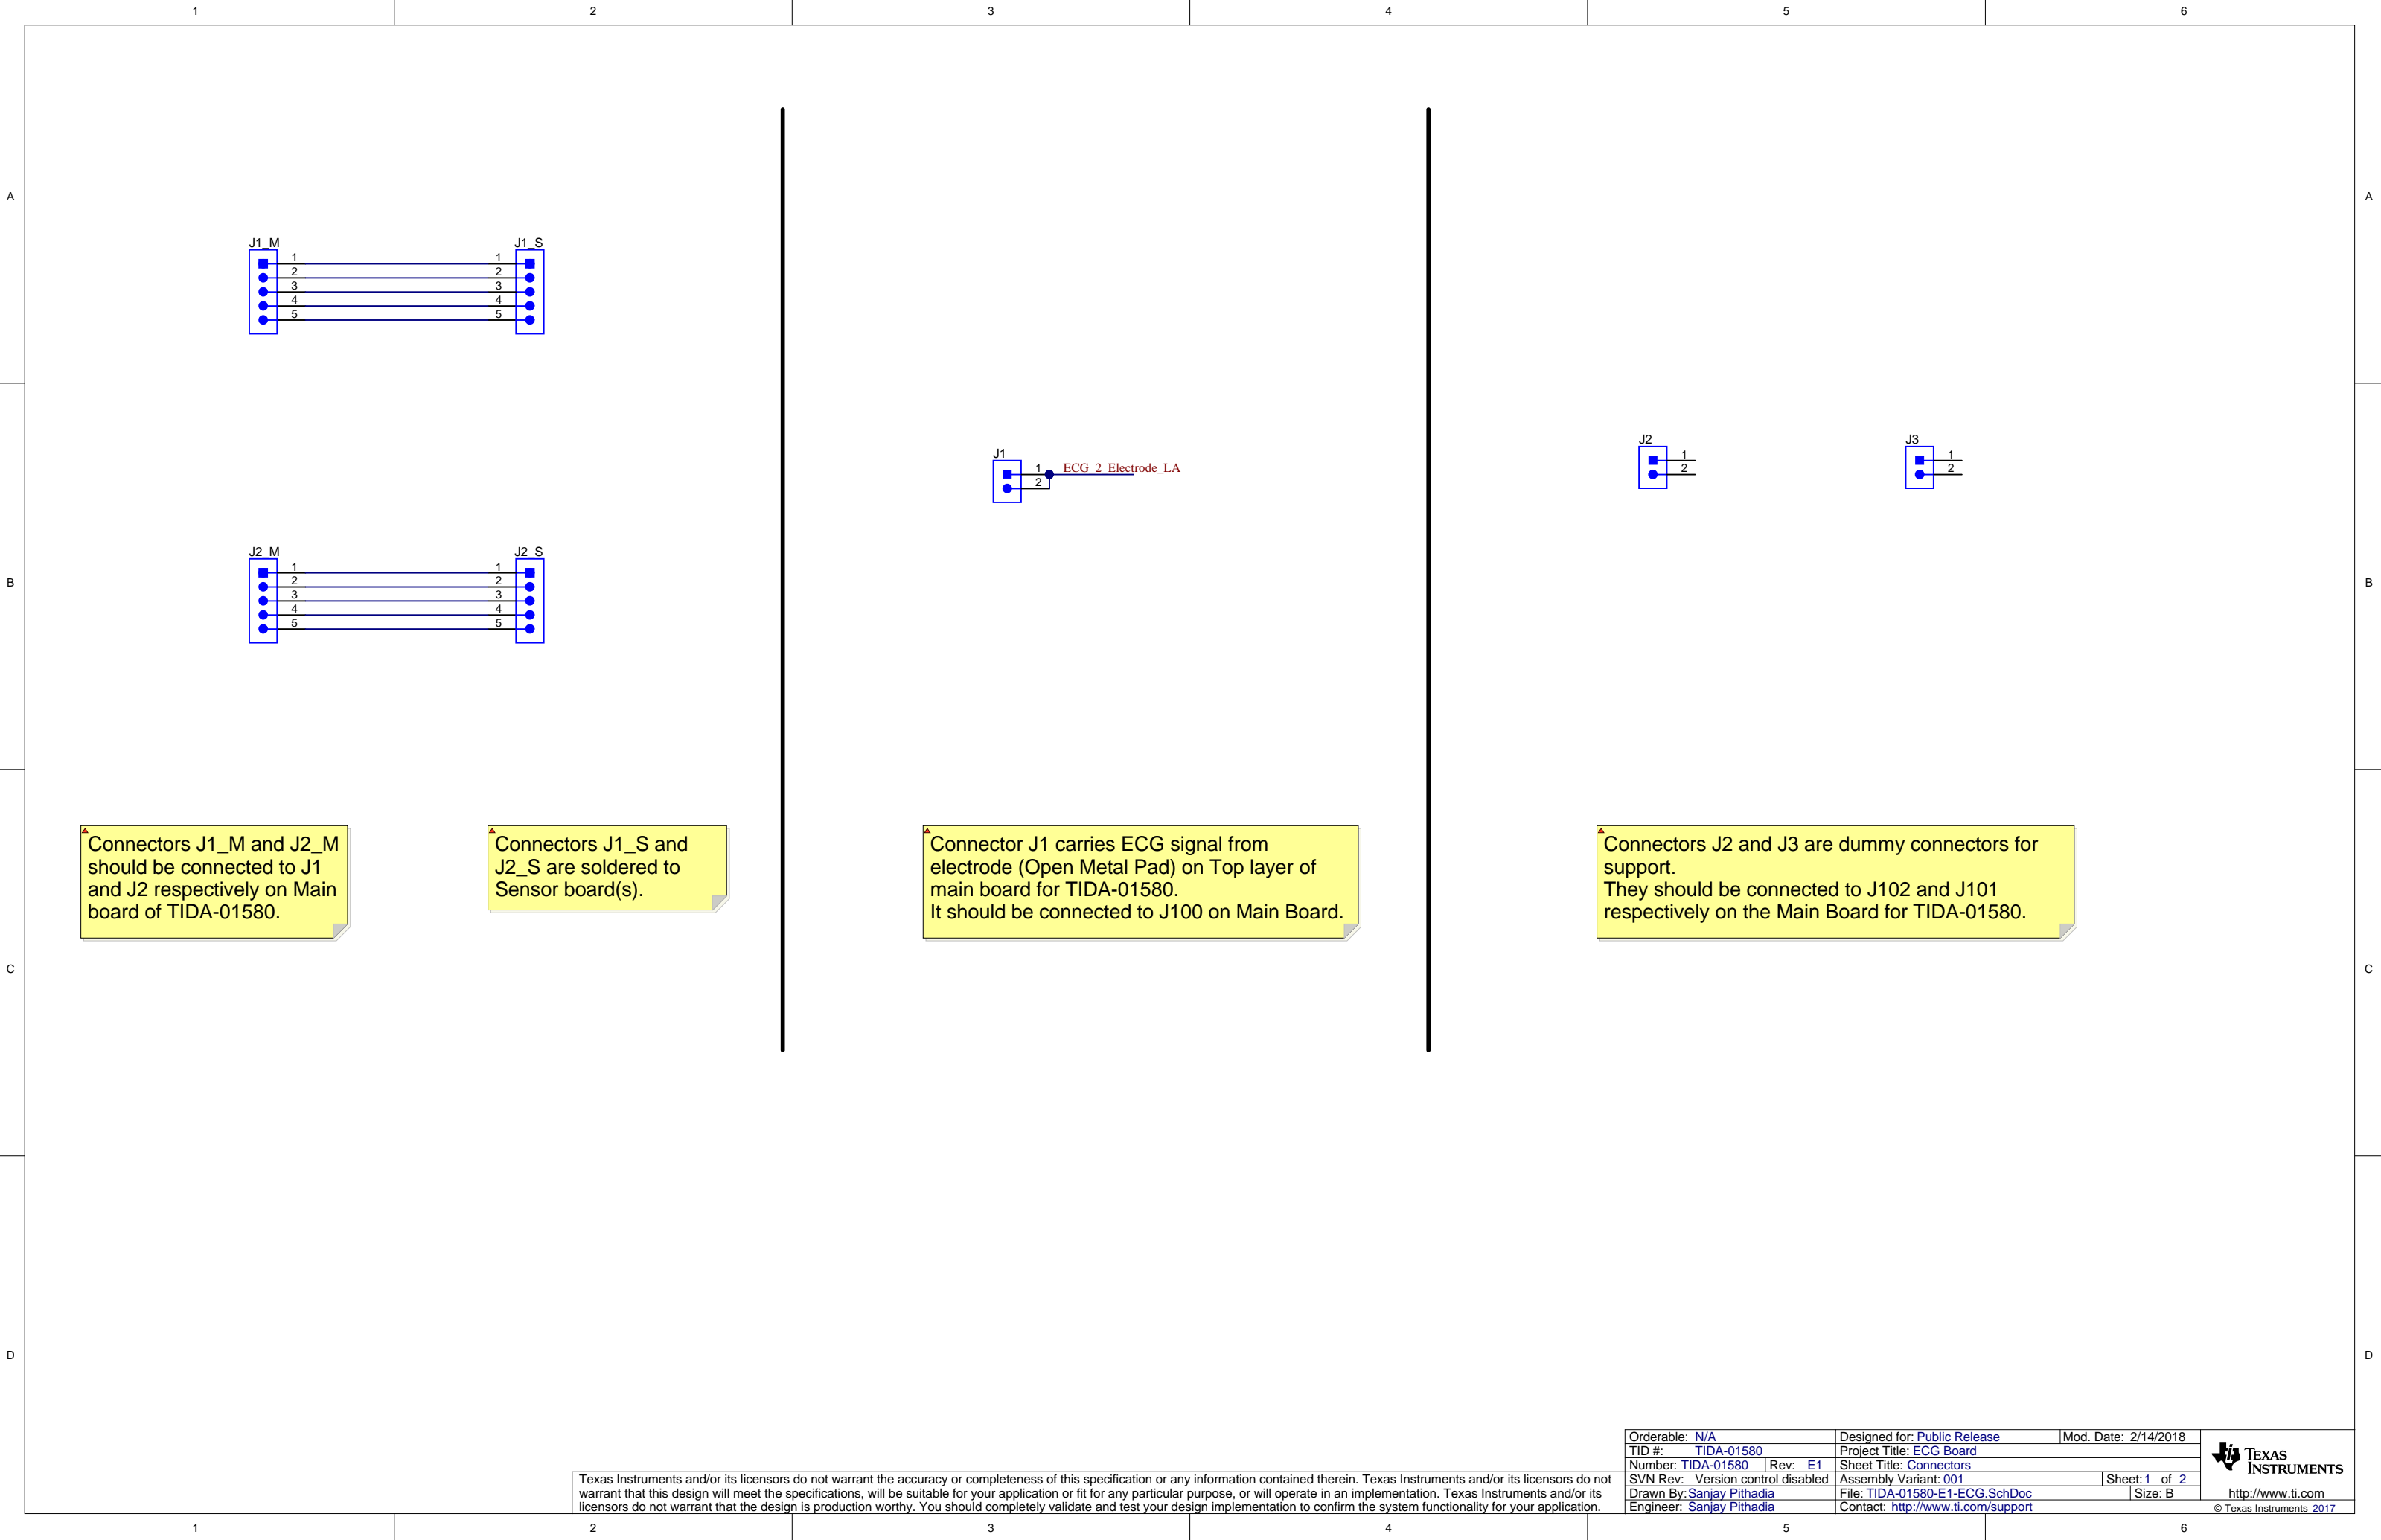 1 2 3 4 5 6
A A
J1_M J1_S
1 1
2 2
3 3
4 4
5 5
J1
1 ECG_2_Electrode_LA
2
J2 J3
1 1
2 2
J2_M J2_S
1 1
2 2
3 3
4 4
5 5
B B
Connectors J1_M and J2_M
should be connected to J1
and J2 respectively on Main
board of TIDA-01580.
Connectors J1_S and
J2_S are soldered to
Sensor board(s).
Connector J1 carries ECG signal from
electrode (Open Metal Pad) on Top layer of
main board for TIDA-01580.
It should be connected to J100 on Main Board.
Connectors J2 and J3 are dummy connectors for
support.
They should be connected to J102 and J101
respectively on the Main Board for TIDA-01580.
C C
D D
Texas Instruments and/or its licensors do not warrant the accuracy or completeness of this specification or any information contained therein. Texas Instruments and/or its licensors do not
warrant that this design will meet the specifications, will be suitable for your application or fit for any particular purpose, or will operate in an implementation. Texas Instruments and/or its
licensors do not warrant that the design is production worthy. You should completely validate and test your design implementation to confirm the system functionality for your application.
Orderable: N/A Designed for: Public Release Mod. Date: 2/14/2018
TID #: TIDA-01580 Project Title: ECG Board
Number: TIDA-01580 Rev: E1 Sheet Title: Connectors
SVN Rev: Version control disabled Assembly Variant: 001 Sheet: 1 of 2
Drawn By: Sanjay Pithadia File: TIDA-01580-E1-ECG.SchDoc Size: B
Engineer: Sanjay Pithadia Contact: http://www.ti.com/support
TEXAS
INSTRUMENTS
http://www.ti.com
© Texas Instruments 2017
1 2 3 4 5 6